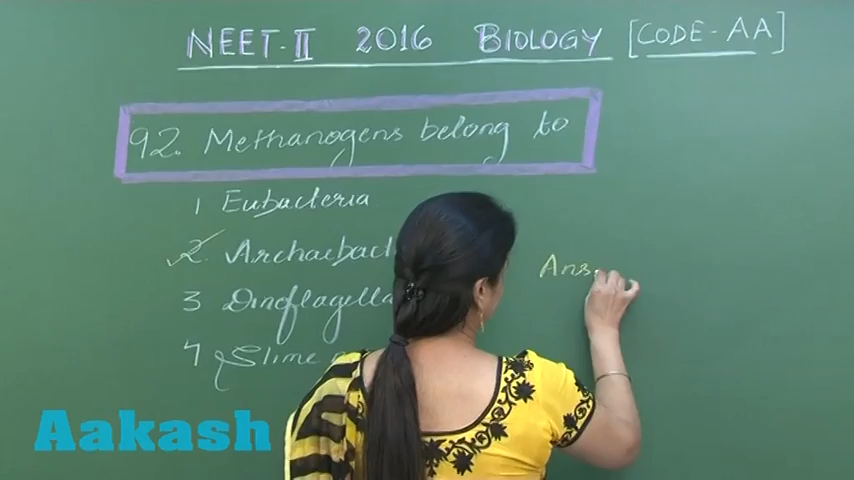 NEET-II 2016 BIOLOGY [CODE-AA]
92. Methanogens belong to
1 Eubacteria
2. Archaebact
3 Dinoflagella
4 Slime
Ans.
Aakash